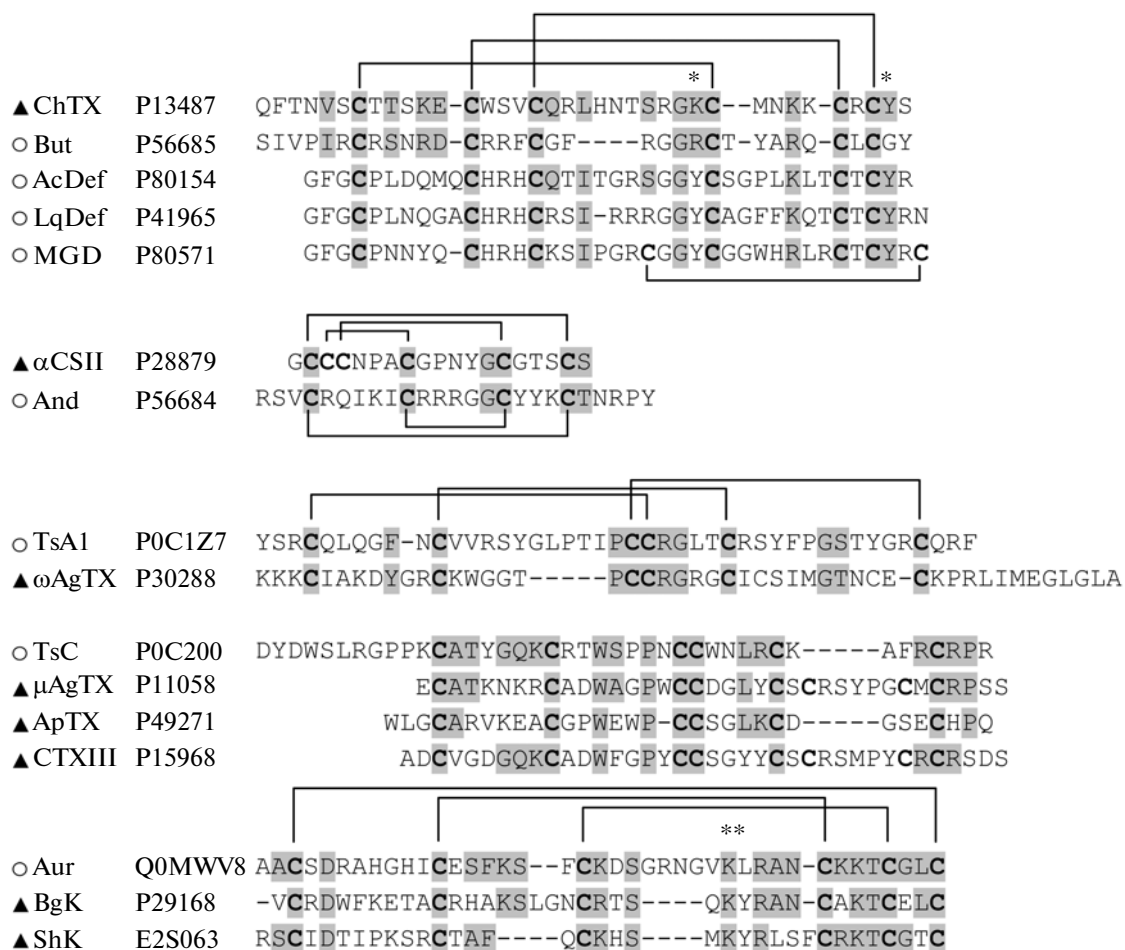 * *
▲ChTX P13487 QFTNVSCTTSKE-CWSVCQRLHNTSRGKC--MNKK-CRCYS
○But P56685 SIVPIRCRSNRD-CRRFCGF----RGGRCT-YARQ-CLCGY
○AcDef P80154 GFGCPLDQMQCHRHCQTITGRSGGYCSGPLKLTCTCYR
○LqDef P41965 GFGCPLNQGACHRHCRSI-RRRGGYCAGFFKQTCTCYRN
○MGD P80571 GFGCPNNYQ-CHRHCKSIPGRCGGYCGGWHRLRCTCYRC
▲αCSII P28879 GCCCNPACGPNYGCGTSCS
○And P56684 RSVCRQIKICRRRGGCYYKCTNRPY
○TsA1 P0C1Z7 YSRCQLQGF-NCVVRSYGLPTIPCCRGLTCRSYFPGSTYGRCQRF
▲ωAgTX P30288 KKKCIAKDYGRCKWGGT-----PCCRGRGCICSIMGTNCE-CKPRLIMEGLGLA
○TsC P0C200 DYDWSLRGPPKCATYGQKCRTWSPPNCCWNLRCK-----AFRCRPR
▲μAgTX P11058 ECATKNKRCADWAGPWCCDGLYCSCRSYPGCMCRPSS
▲ApTX P49271 WLGCARVKEACGPWEWP-CCSGLKCD-----GSECHPQ
▲CTXIII P15968 ADCVGDGQKCADWFGPYCCSGYYCSCRSMPYCRCRSDS
**
○Aur Q0MWV8 AACSDRAHGHICESFKS--FCKDSGRNGVKLRAN-CKKTCGLC
▲BgK P29168 -VCRDWFKETACRHAKSLGNCRTS----QKYRAN-CAKTCELC
▲ShK E2S063 RSCIDTIPKSRCTAF----QCKHS----MKYRLSFCRKTCGTC